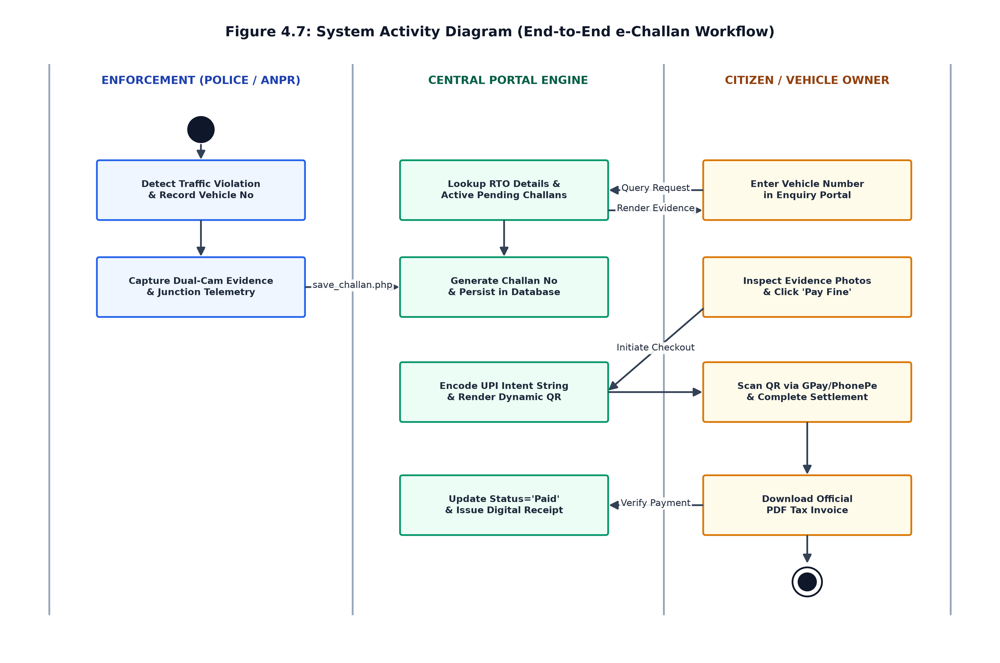 Figure 4.7: System Activity Diagram (End-to-End e-Challan Workflow)
ENFORCEMENT (POLICE / ANPR)
CENTRAL PORTAL ENGINE
CITIZEN / VEHICLE OWNER
Detect Traffic Violation
& Record Vehicle No
Lookup RTO Details &
Active Pending Challans
Query Request
Render Evidence
Enter Vehicle Number
in Enquiry Portal
Capture Dual-Cam Evidence
& Junction Telemetry
save_challan.php
Generate Challan No
& Persist in Database
Inspect Evidence Photos
& Click 'Pay Fine'
Initiate Checkout
Encode UPI Intent String
& Render Dynamic QR
Scan QR via GPay/PhonePe
& Complete Settlement
Update Status='Paid'
& Issue Digital Receipt
Verify Payment
Download Official
PDF Tax Invoice